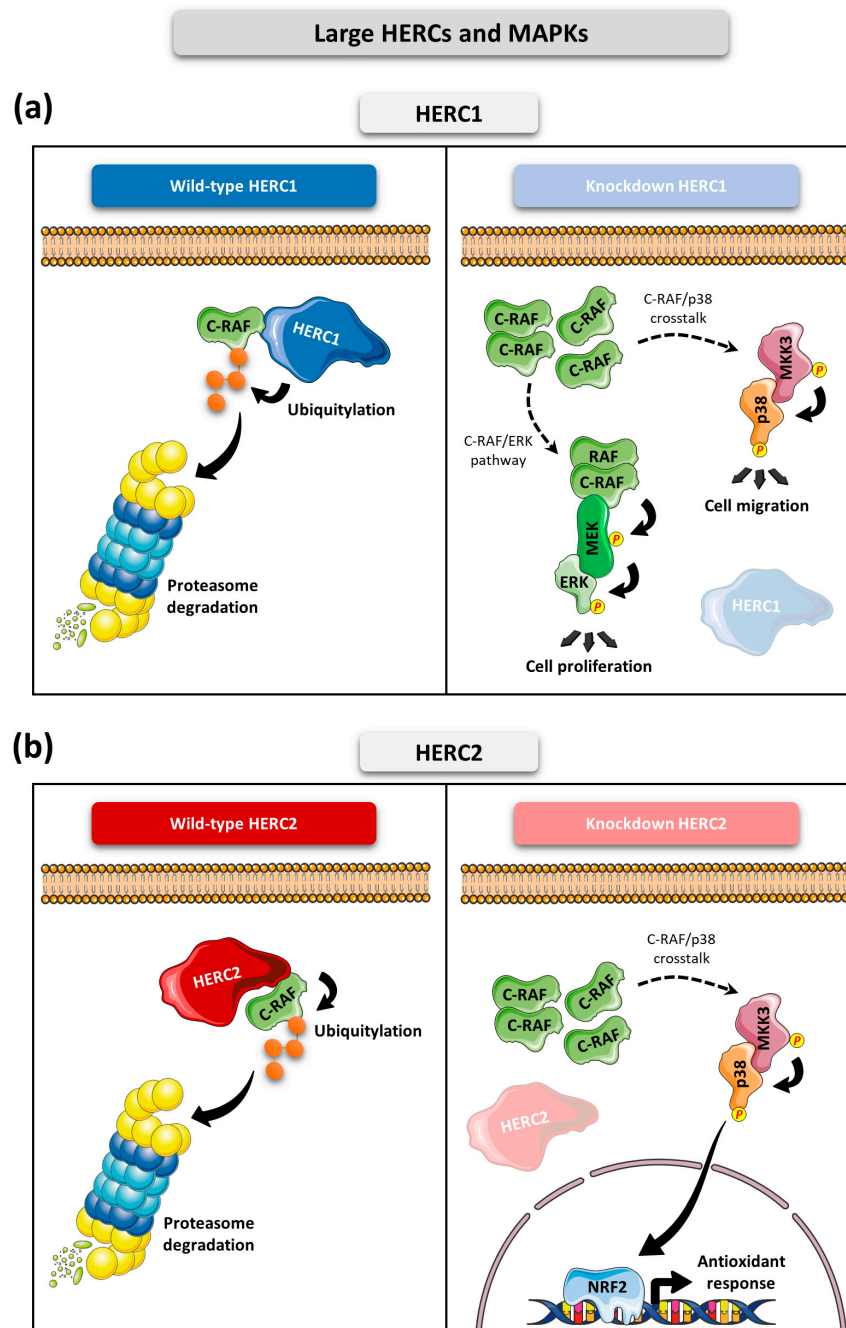 Large HERCs and MAPKs
(a)
HERC1
Wild-type HERC1
C-RAF
HERC1
Ubiquitylation
Proteasome
degradation
Knockdown HERC1
C-RAF
C-RAF
C-RAF
C-RAF
C-RAF/p38
crosstalk
MKK3
P
p38
P
Cell migration
C-RAF/ERK
pathway
RAF
C-RAF
MEK
P
ERK
P
Cell proliferation
HERC1
(b)
HERC2
Wild-type HERC2
HERC2
C-RAF
Ubiquitylation
Proteasome
degradation
Knockdown HERC2
C-RAF/p38
crosstalk
C-RAF
C-RAF
C-RAF
C-RAF
MKK3
P
p38
P
HERC2
NRF2
Antioxidant
response